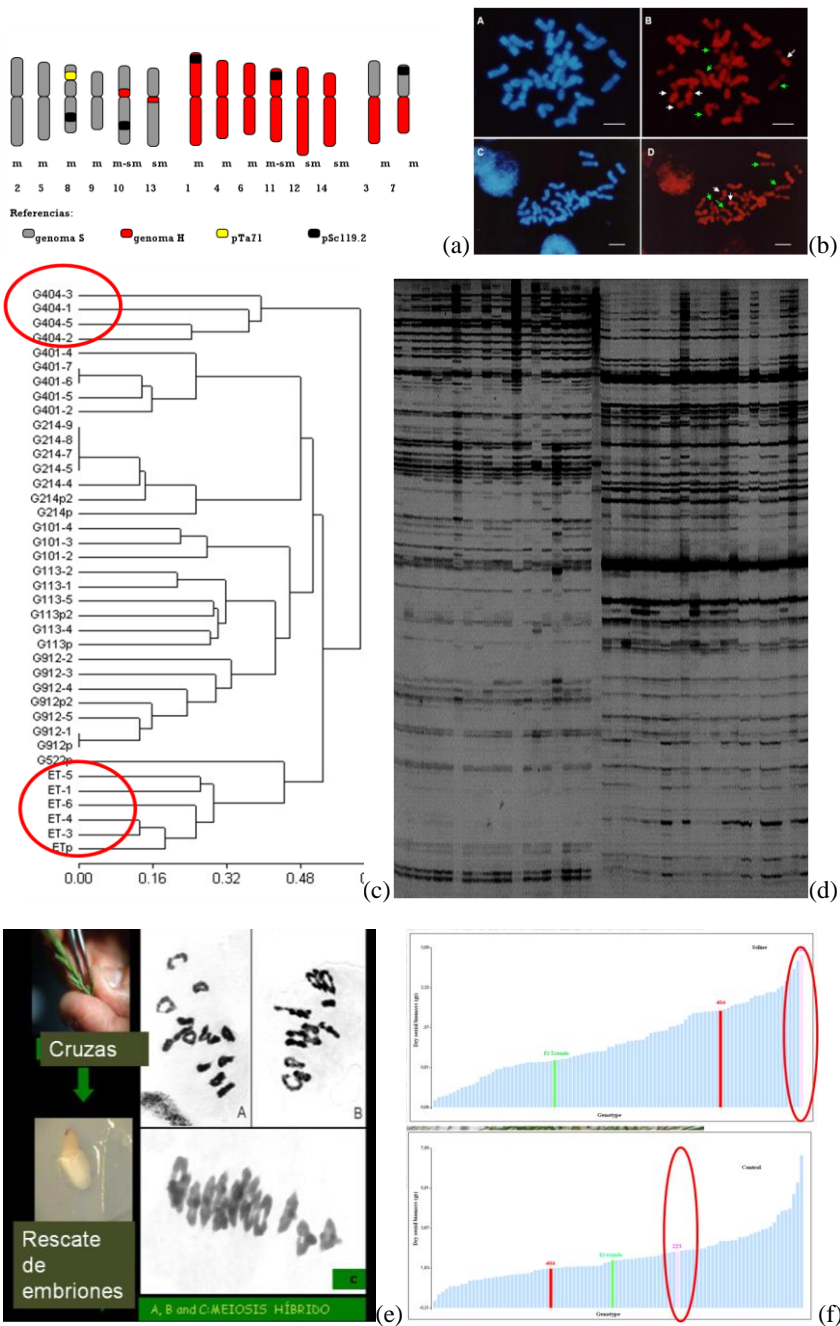 m m m m m-sm sm m m m m-sm sm sm m m
2 5 8 9 10 13 1 4 6 11 12 14 3 7
Referencias:
genoma S genoma H pTa71 pSc119.2
(a)
A B
C D
(b)
G404-3
G404-1
G404-5
G404-2
G401-4
G401-7
G401-6
G401-5
G401-2
G214-9
G214-8
G214-7
G214-5
G214-4
G214p2
G214p
G101-4
G101-3
G101-2
G113-2
G113-1
G113-5
G113p2
G113-4
G113p
G912-2
G912-3
G912-4
G912p2
G912-5
G912-1
G912p
G522p
ET-5
ET-1
ET-6
ET-4
ET-3
ETp
0.00 0.16 0.32 0.48
(c)
(d)
Cruzas
Rescate
de
embriones
A B
C
A, B and C:MEIOSIS HÍBRIDO
(e)
Dry aerial biomass (gr)
404
Genotype
Control
Dry aerial biomass (gr)
223
404
Genotype
(f)